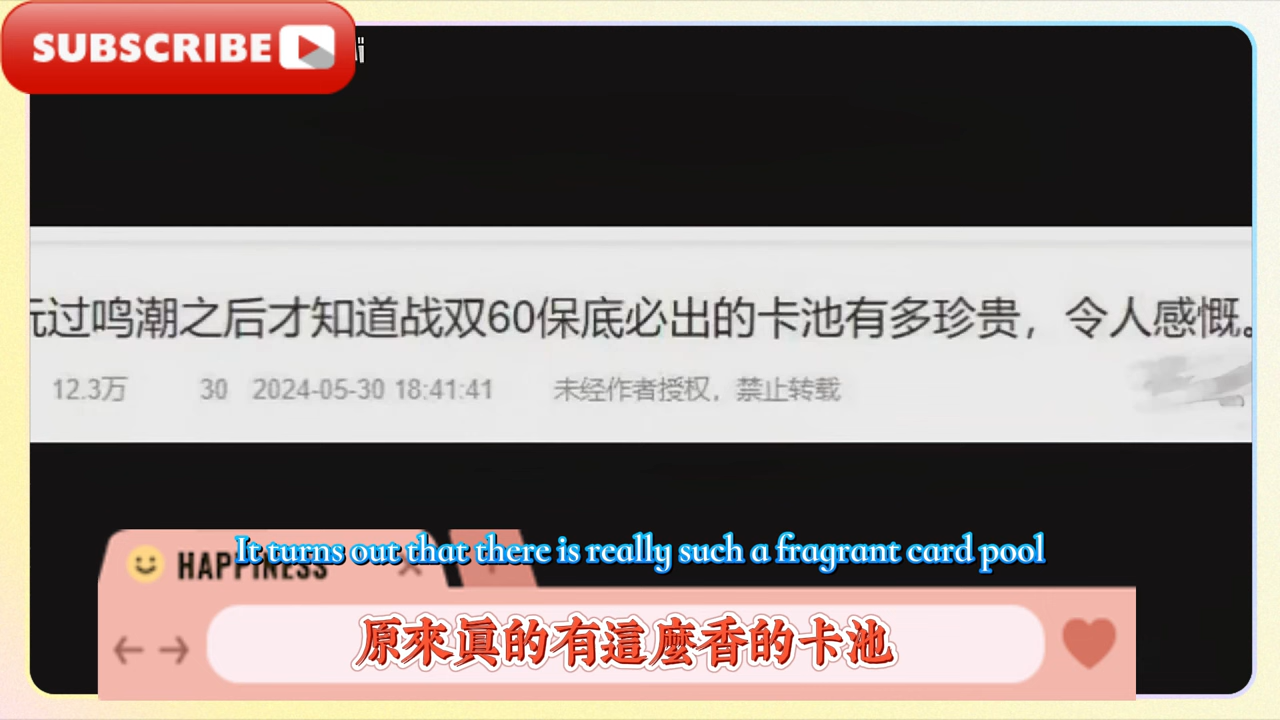 SUBSCRIBE
过鸣潮之后才知道战双60保底必出的卡池有多珍贵，令人感慨。
12.3万 30 2024-05-30 18:41:41 未经作者授权，禁止转载
It turns out that there is really such a fragrant card pool
HAPPINESS
原來眞的有這麼香的卡池